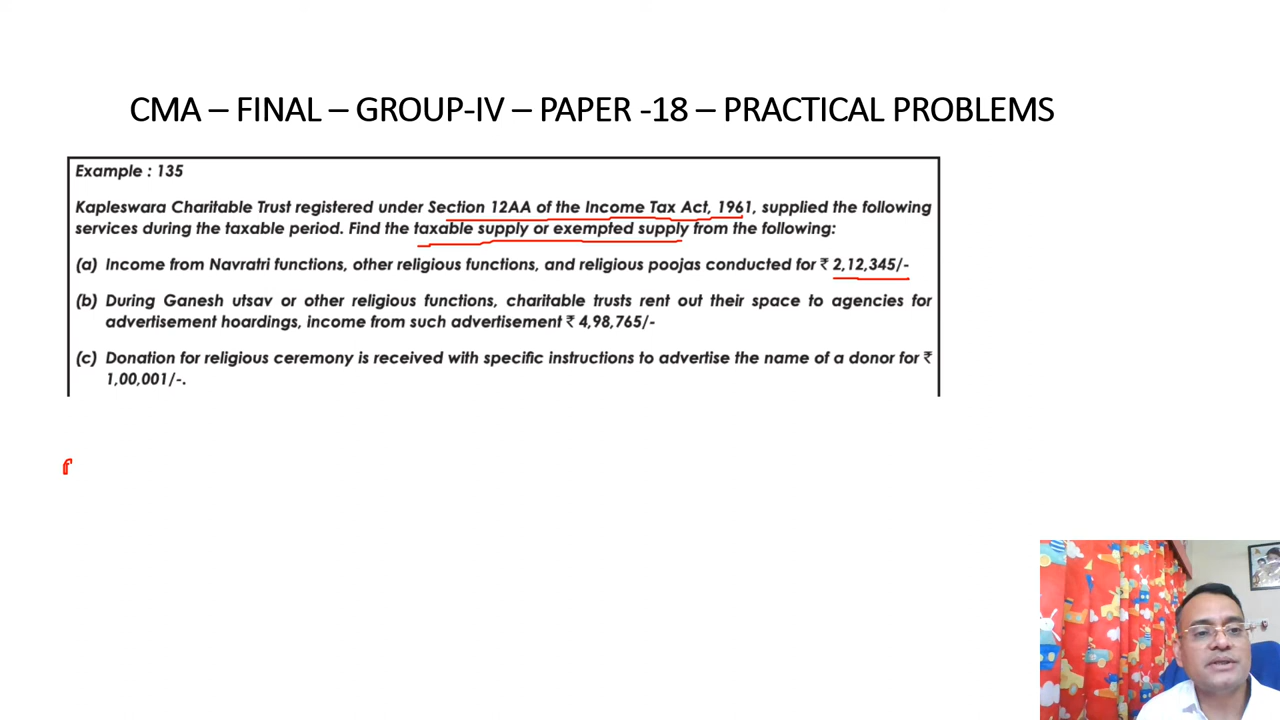 CMA – FINAL – GROUP-IV – PAPER -18 – PRACTICAL PROBLEMS
Example : 135
Kapleswara Charitable Trust registered under Section 12AA of the Income Tax Act, 1961, supplied the following
services during the taxable period. Find the taxable supply or exempted supply from the following:
(a) Income from Navratri functions, other religious functions, and religious poojas conducted for ₹ 2,12,345/-
(b) During Ganesh utsav or other religious functions, charitable trusts rent out their space to agencies for
advertisement hoardings, income from such advertisement ₹ 4,98,765/-
(c) Donation for religious ceremony is received with specific instructions to advertise the name of a donor for ₹
1,00,001/-.